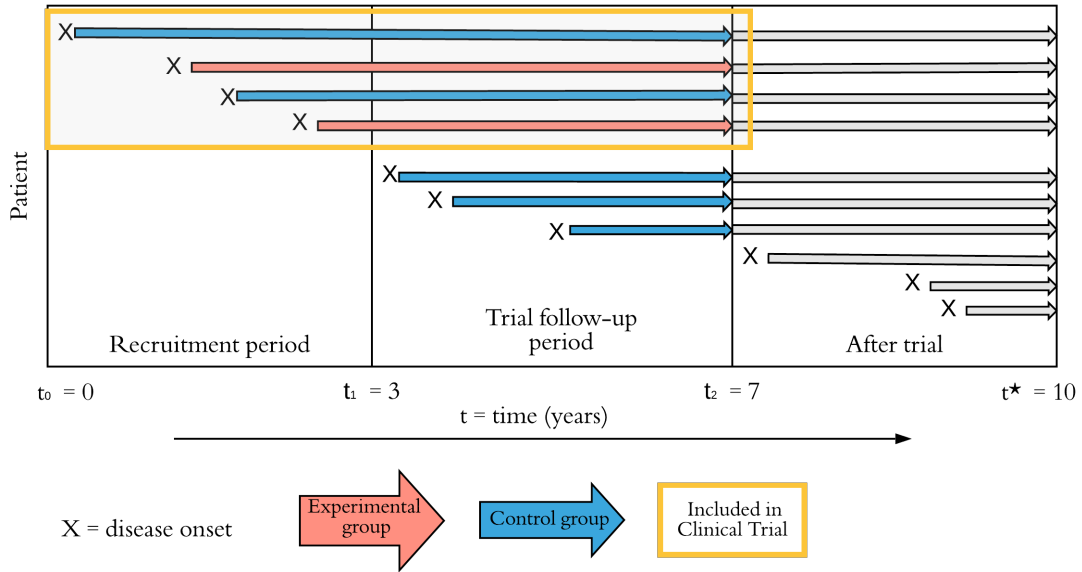 X
X
X
X
Patient
X
X
X
X
X
X
Trial follow-up
period
Recruitment period
After trial
t₀ = 0
t₁ = 3
t₂ = 7
t★ = 10
t = time (years)
X = disease onset
Experimental
group
Control group
Included in
Clinical Trial